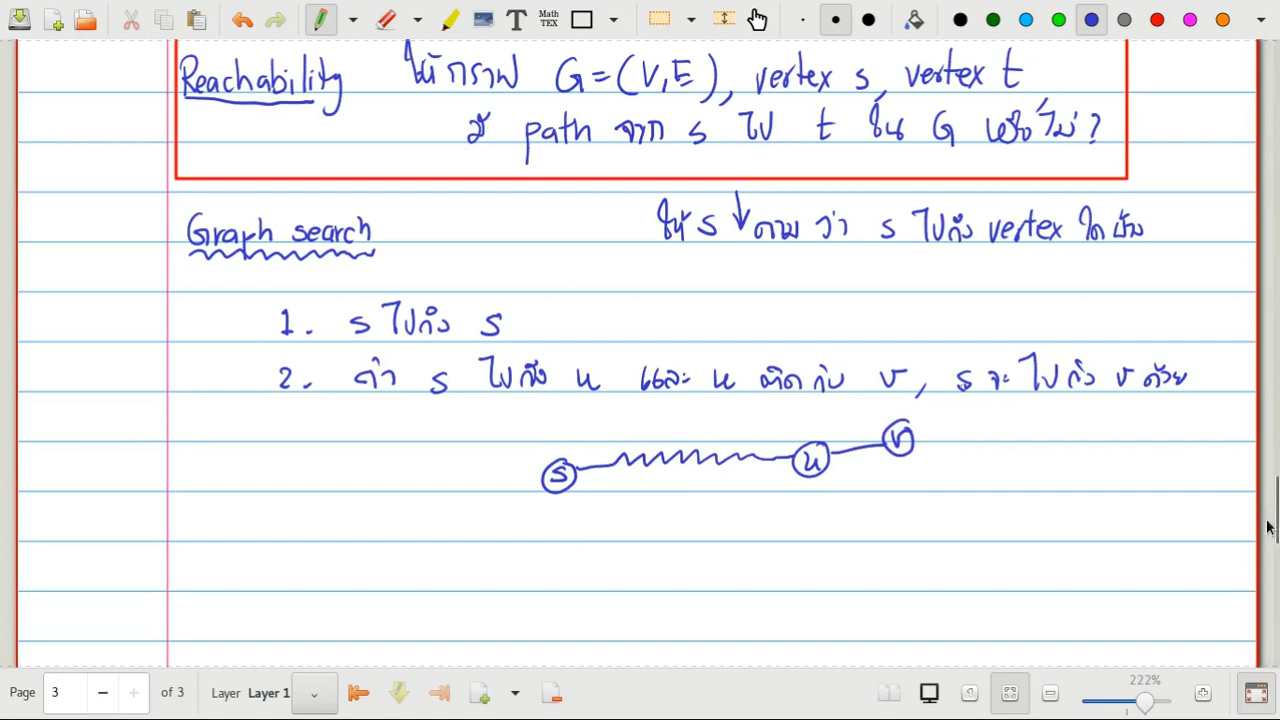 Math
TEX
Reachability ให้กราฟ G=(V,E), vertex s, vertex t
มี path จาก s ไป t ใน G หรือไม่?
Graph search
ให้ s ↓ ถามว่า s ไปถึง vertex ใดบ้าง
1. s ไปถึง s
2. ถ้า s ไปถึง u และ u ติดกับ v, s จะไปถึง v ด้วย
s u v
Page 3 of 3 Layer Layer 1 222%